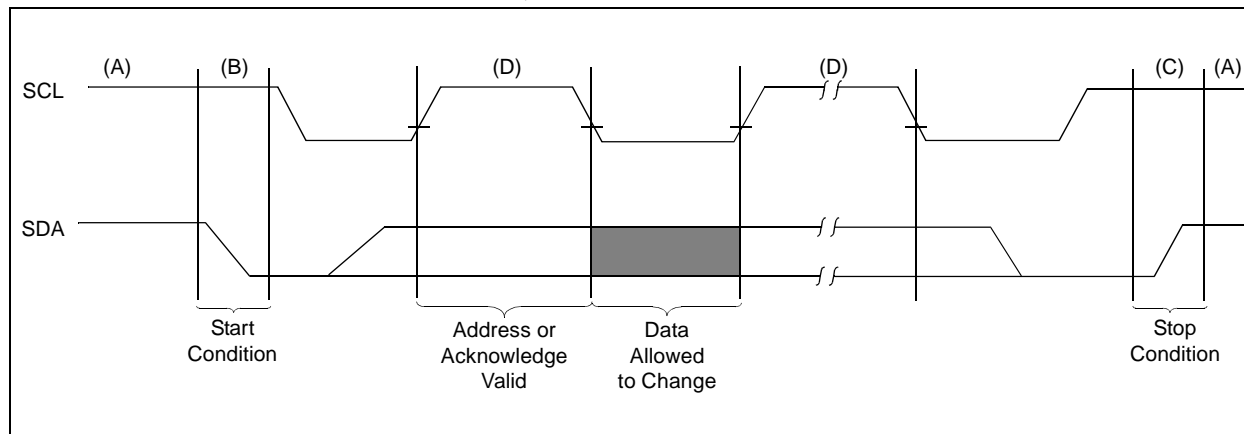 (A) (B) (D) (D) (C) (A)
SCL
SDA
Start
Condition
Address or
Acknowledge
Valid
Data
Allowed
to Change
Stop
Condition